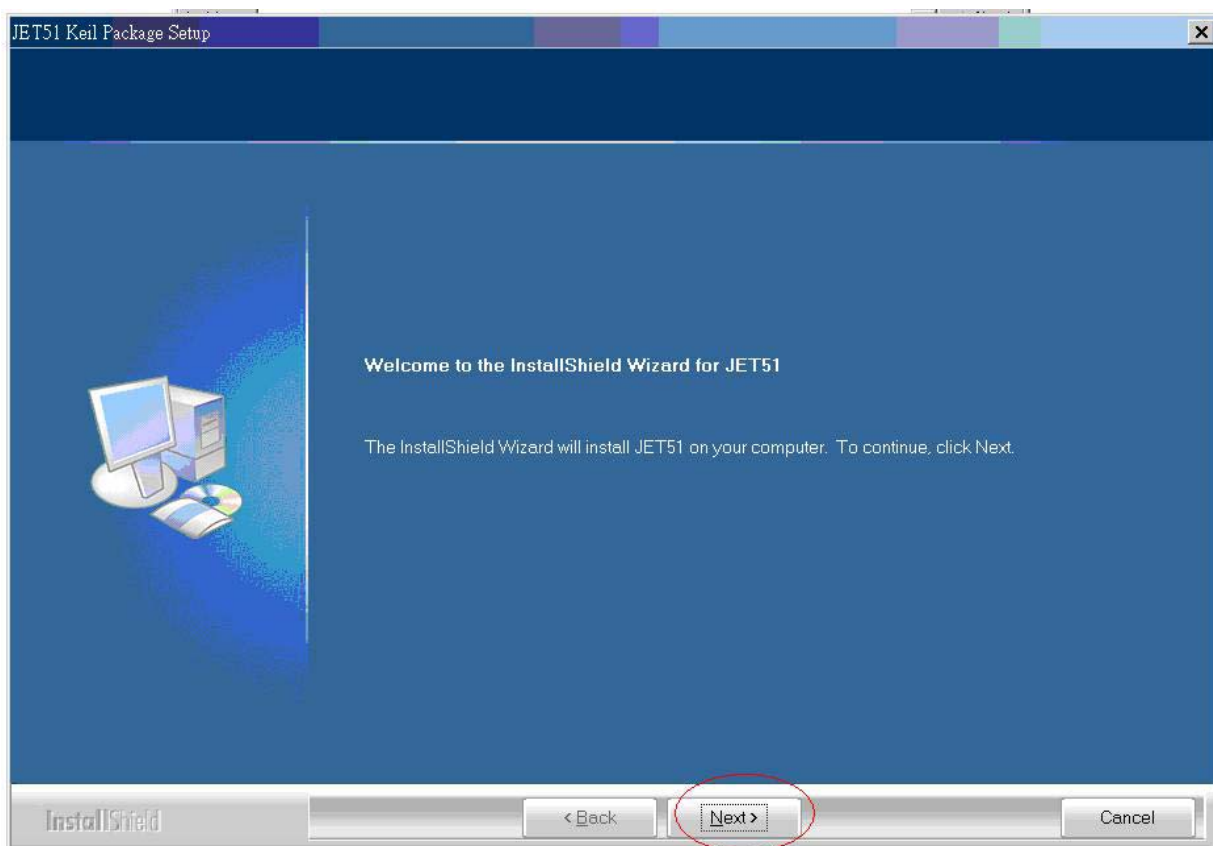 JET51 Keil Package Setup
Welcome to the InstallShield Wizard for JET51
The InstallShield Wizard will install JET51 on your computer. To continue, click Next.
InstallShield
< Back
Next >
Cancel